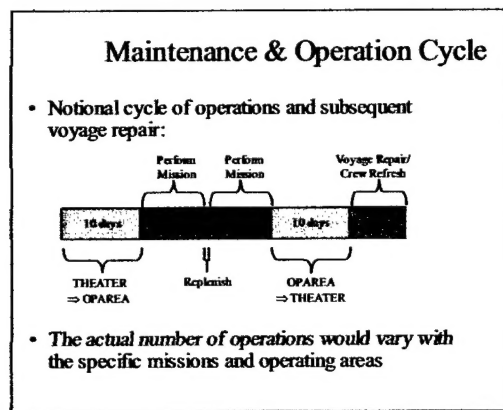 Maintenance & Operation Cycle
• Notional cycle of operations and subsequent
voyage repair:
Perform
Mission
Perform
Mission
Voyage Repair/
Crew Refresh
10 days
10 days
THEATER
⇒ OPAREA
Replenish
OPAREA
⇒ THEATER
• The actual number of operations would vary with
the specific missions and operating areas